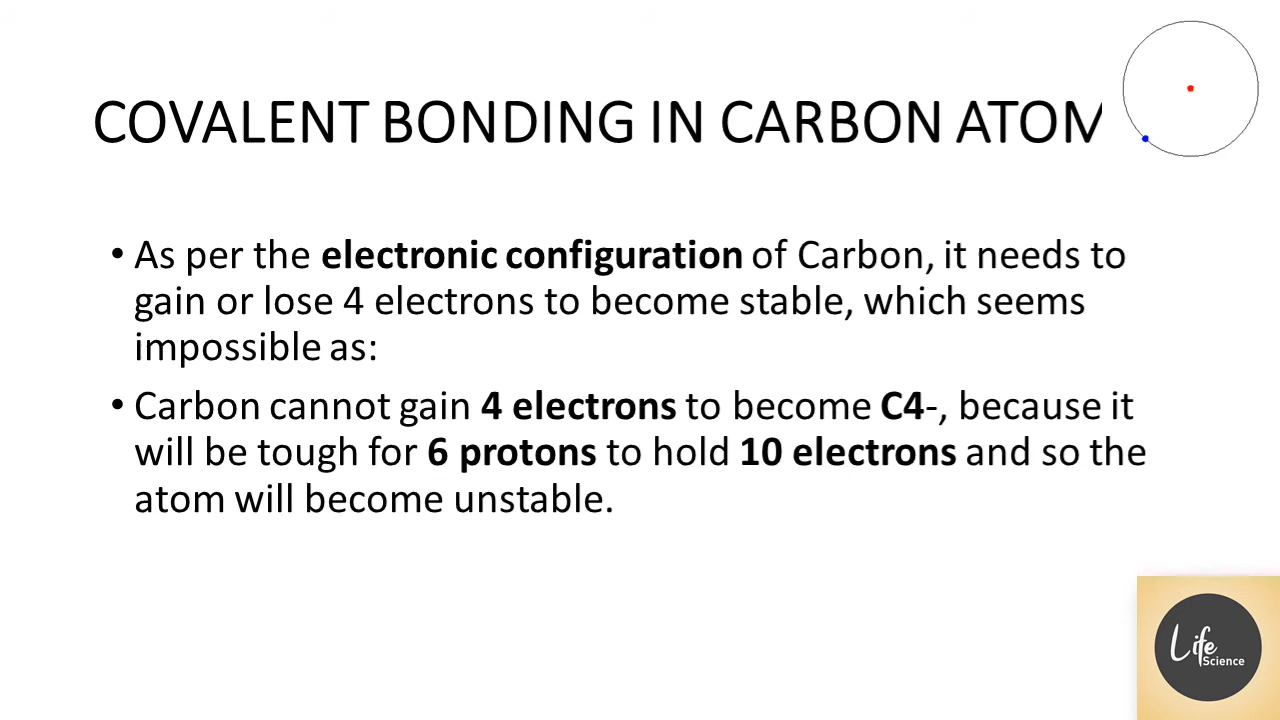 COVALENT BONDING IN CARBON ATOM
• As per the electronic configuration of Carbon, it needs to
gain or lose 4 electrons to become stable, which seems
impossible as:
• Carbon cannot gain 4 electrons to become C4-, because it
will be tough for 6 protons to hold 10 electrons and so the
atom will become unstable.
Life
Science